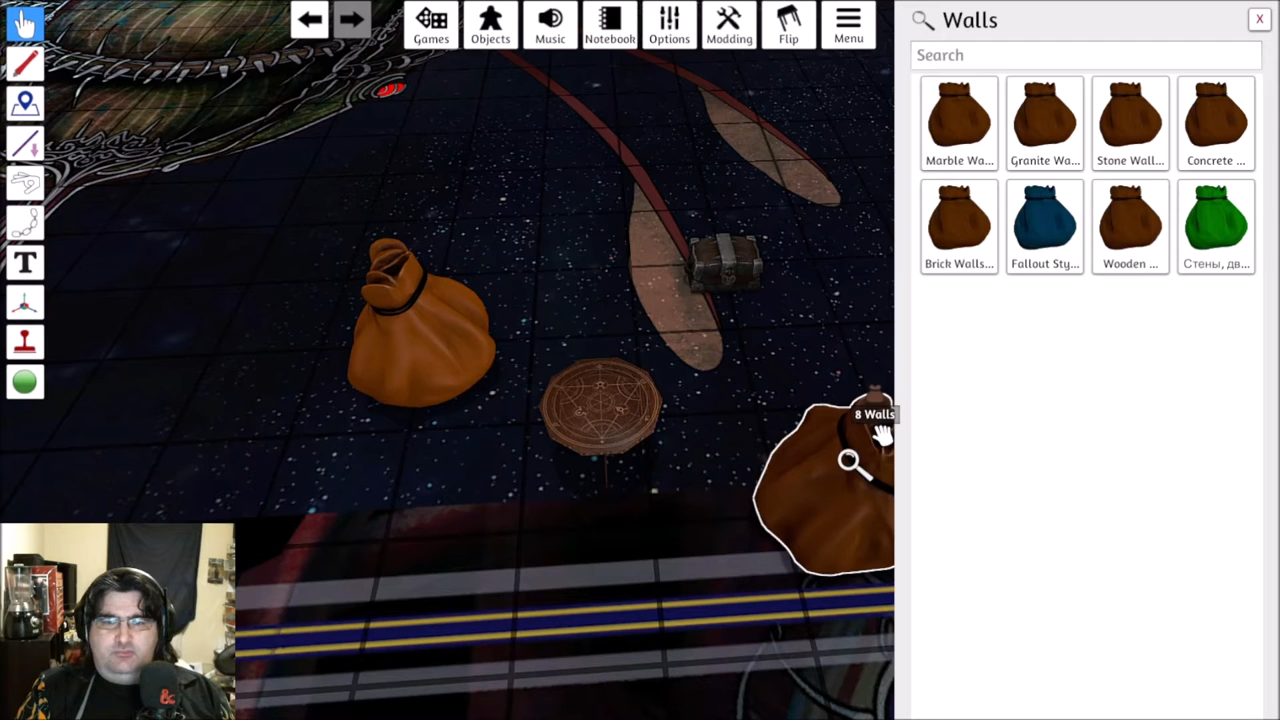 Games Objects Music Notebook Options Modding Flip Menu
Walls
X
Search
Marble Wa... Granite Wa... Stone Wall... Concrete ...
Brick Walls... Fallout Sty... Wooden ... Стены, дв...
8 Walls
T
&